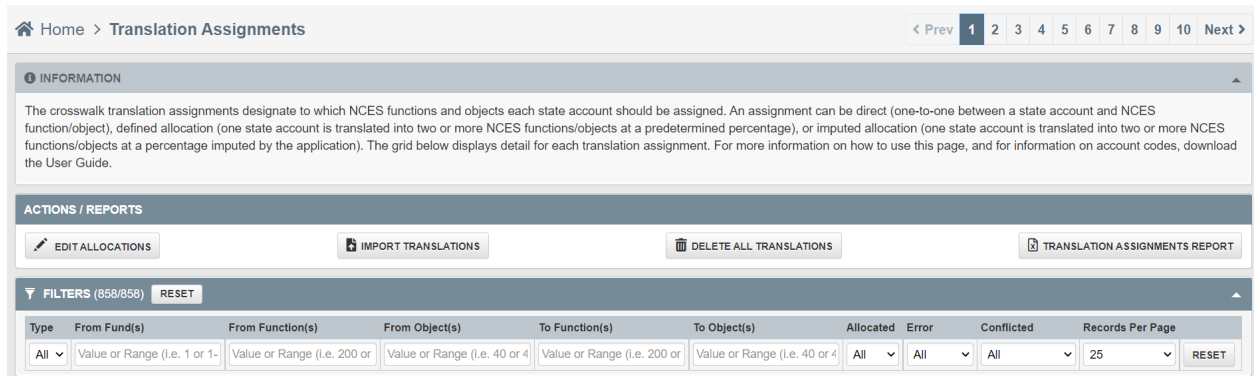 Home > Translation Assignments
< Prev 1 2 3 4 5 6 7 8 9 10 Next >
INFORMATION
The crosswalk translation assignments designate to which NCES functions and objects each state account should be assigned. An assignment can be direct (one-to-one between a state account and NCES
function/object), defined allocation (one state account is translated into two or more NCES functions/objects at a predetermined percentage), or imputed allocation (one state account is translated into two or more NCES
functions/objects at a percentage imputed by the application). The grid below displays detail for each translation assignment. For more information on how to use this page, and for information on account codes, download
the User Guide.
ACTIONS / REPORTS
EDIT ALLOCATIONS IMPORT TRANSLATIONS DELETE ALL TRANSLATIONS TRANSLATION ASSIGNMENTS REPORT
FILTERS (858/858) RESET
Type From Fund(s) From Function(s) From Object(s) To Function(s) To Object(s) Allocated Error Conflicted Records Per Page
All Value or Range (i.e. 1 or 1- Value or Range (i.e. 200 or Value or Range (i.e. 40 or 4 Value or Range (i.e. 200 or Value or Range (i.e. 40 or 4 All All All 25 RESET